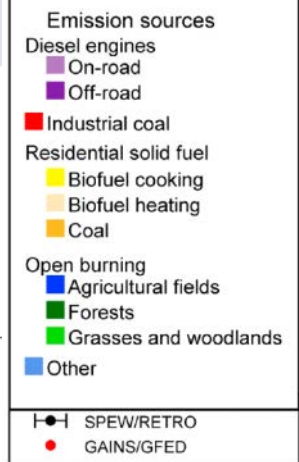 Emission sources
Diesel engines
On-road
Off-road
Industrial coal
Residential solid fuel
Biofuel cooking
Biofuel heating
Coal
Open burning
Agricultural fields
Forests
Grasses and woodlands
Other
SPEW/RETRO
GAINS/GFED